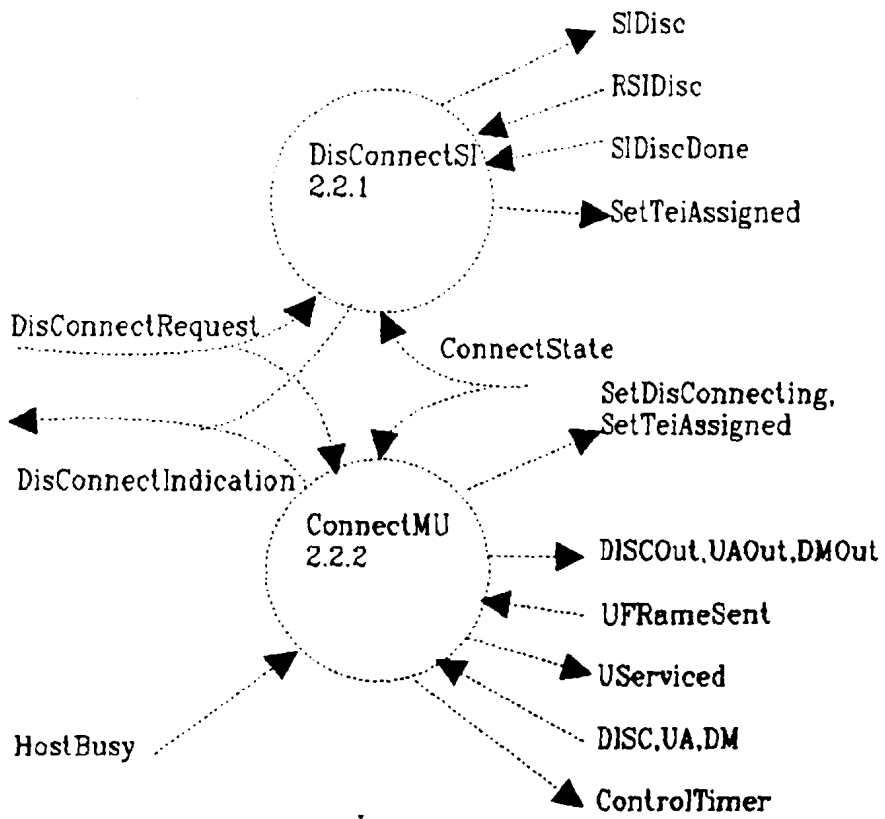 SIDisc
RSIDisc
DisConnectSI
2.2.1
SIDiscDone
SetTeiAssigned
DisConnectRequest
ConnectState
SetDisConnecting,
SetTeiAssigned
DisConnectIndication
ConnectMU
2.2.2
DISCOut,UAOut,DMOut
UFRameSent
UServiced
HostBusy
DISC,UA,DM
ControlTimer